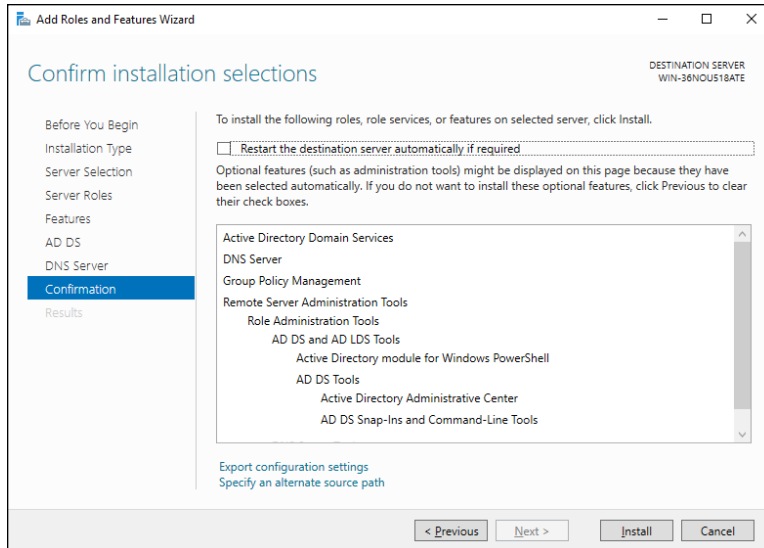 Add Roles and Features Wizard
Confirm installation selections
DESTINATION SERVER
WIN-36NOU518ATE
Before You Begin
Installation Type
Server Selection
Server Roles
Features
AD DS
DNS Server
Confirmation
Results
To install the following roles, role services, or features on selected server, click Install.
Restart the destination server automatically if required
Optional features (such as administration tools) might be displayed on this page because they have
been selected automatically. If you do not want to install these optional features, click Previous to clear
their check boxes.
Active Directory Domain Services
DNS Server
Group Policy Management
Remote Server Administration Tools
Role Administration Tools
AD DS and AD LDS Tools
Active Directory module for Windows PowerShell
AD DS Tools
Active Directory Administrative Center
AD DS Snap-Ins and Command-Line Tools
Export configuration settings
Specify an alternate source path
< Previous
Next >
Install
Cancel